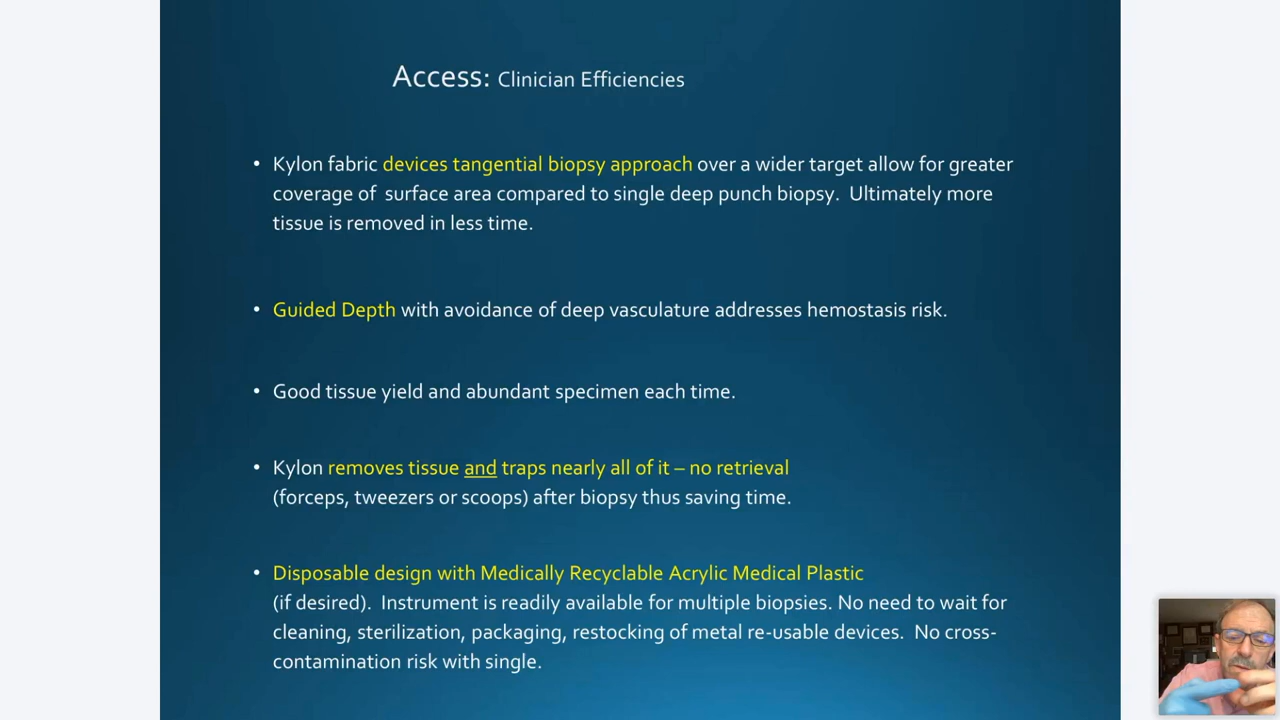 Access: Clinician Efficiencies
• Kylon fabric devices tangential biopsy approach over a wider target allow for greater
coverage of surface area compared to single deep punch biopsy. Ultimately more
tissue is removed in less time.
• Guided Depth with avoidance of deep vasculature addresses hemostasis risk.
• Good tissue yield and abundant specimen each time.
• Kylon removes tissue and traps nearly all of it – no retrieval
(forceps, tweezers or scoops) after biopsy thus saving time.
• Disposable design with Medically Recyclable Acrylic Medical Plastic
(if desired). Instrument is readily available for multiple biopsies. No need to wait for
cleaning, sterilization, packaging, restocking of metal re-usable devices. No cross-
contamination risk with single.